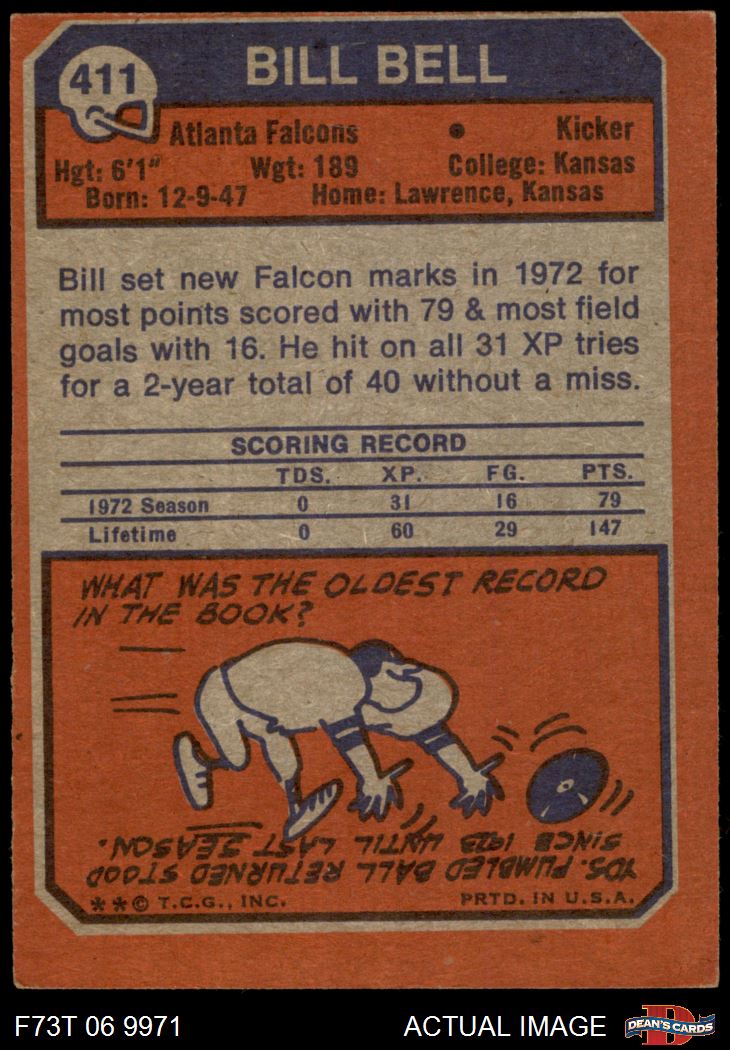 411
BILL BELL
Atlanta Falcons • Kicker
Hgt: 6'1" Wgt: 189 College: Kansas
Born: 12-9-47 Home: Lawrence, Kansas
Bill set new Falcon marks in 1972 for
most points scored with 79 & most field
goals with 16. He hit on all 31 XP tries
for a 2-year total of 40 without a miss.
SCORING RECORD
TDS. XP. FG. PTS.
1972 Season 0 31 16 79
Lifetime 0 60 29 147
WHAT WAS THE OLDEST RECORD
IN THE BOOK?
YDS. FUMBLED BALL RETURNED STOOD
SINCE 1923 UNTIL LAST SEASON.
**© T.C.G., INC. PRTD. IN U.S.A.
F73T 06 9971 ACTUAL IMAGE
D
DEAN'S CARDS